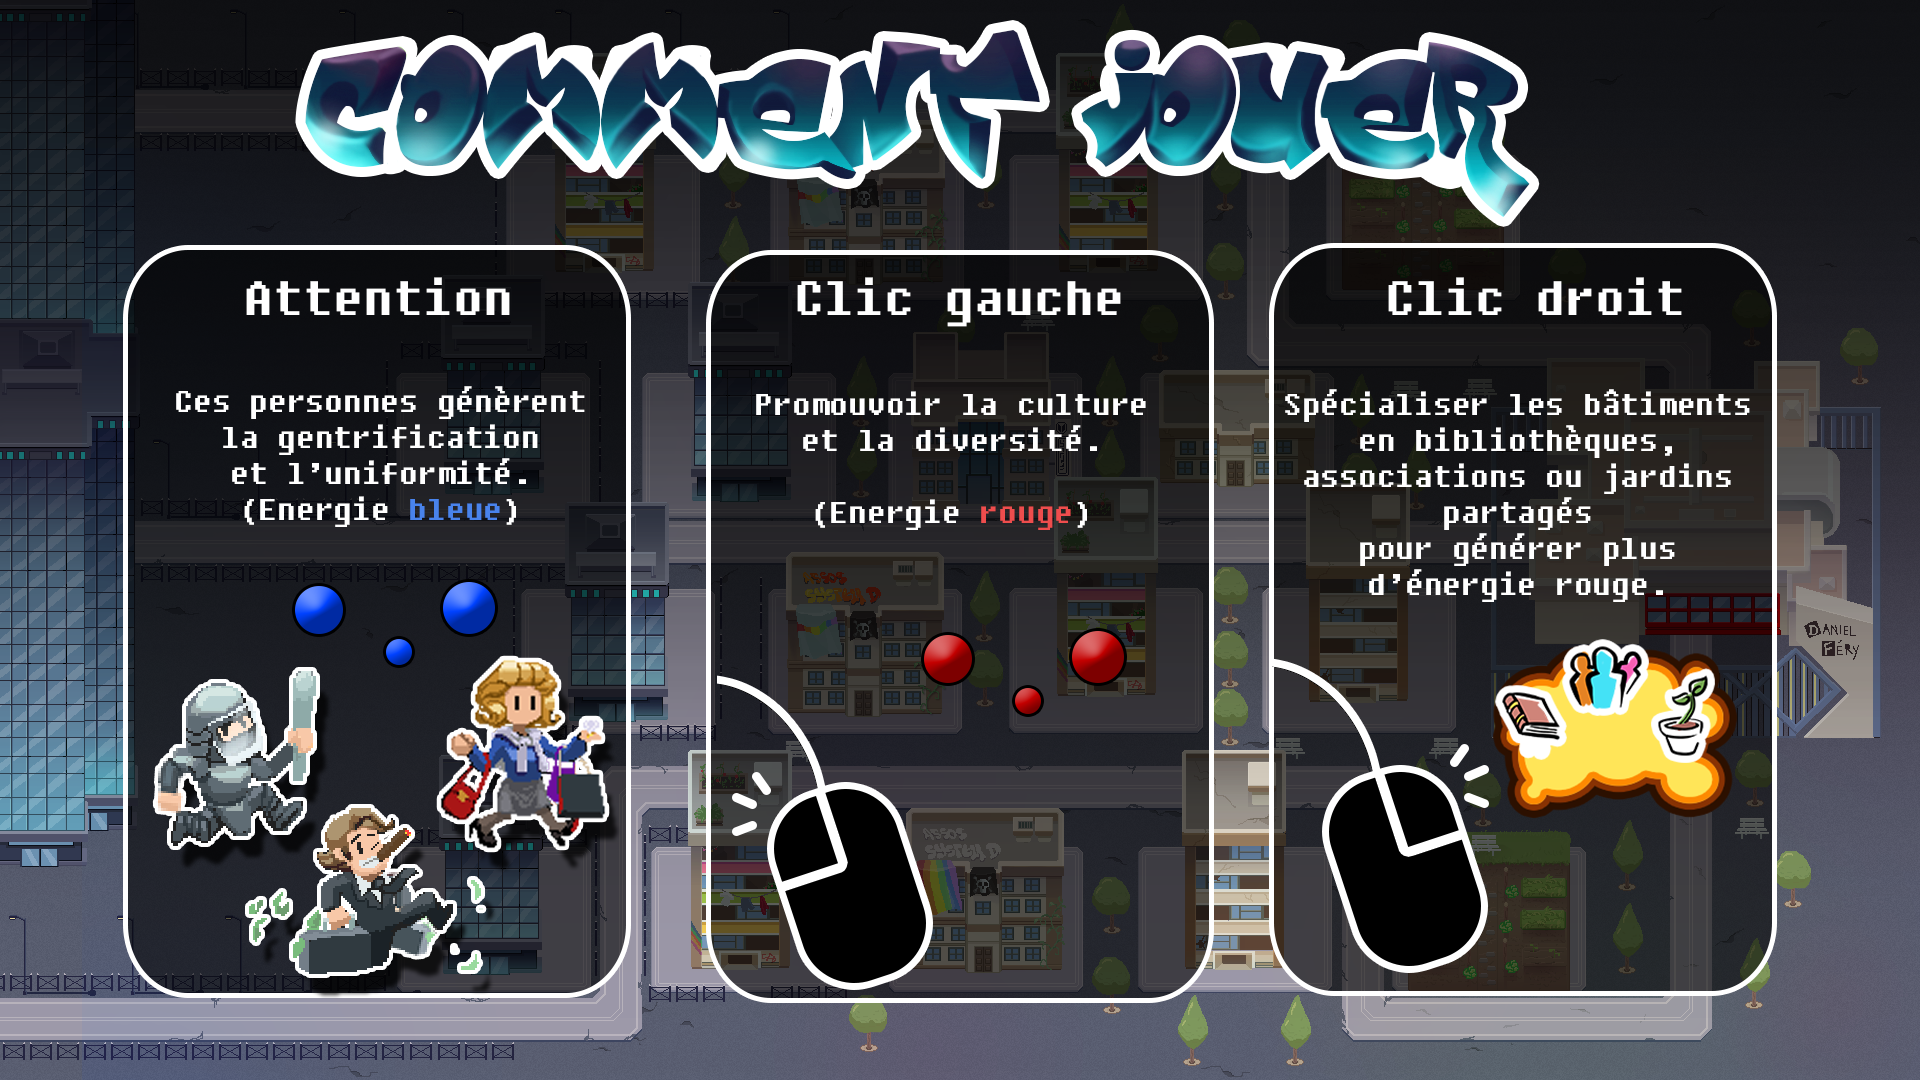 COMMENT JOUER
Attention
Ces personnes génèrent
la gentrification
et l'uniformité.
(Energie bleue)
Clic gauche
Promouvoir la culture
et la diversité.
(Energie rouge)
Clic droit
Spécialiser les bâtiments
en bibliothèques,
associations ou jardins
partagés
pour générer plus
d'énergie rouge.
DANIEL
FÉRY
ASSOS